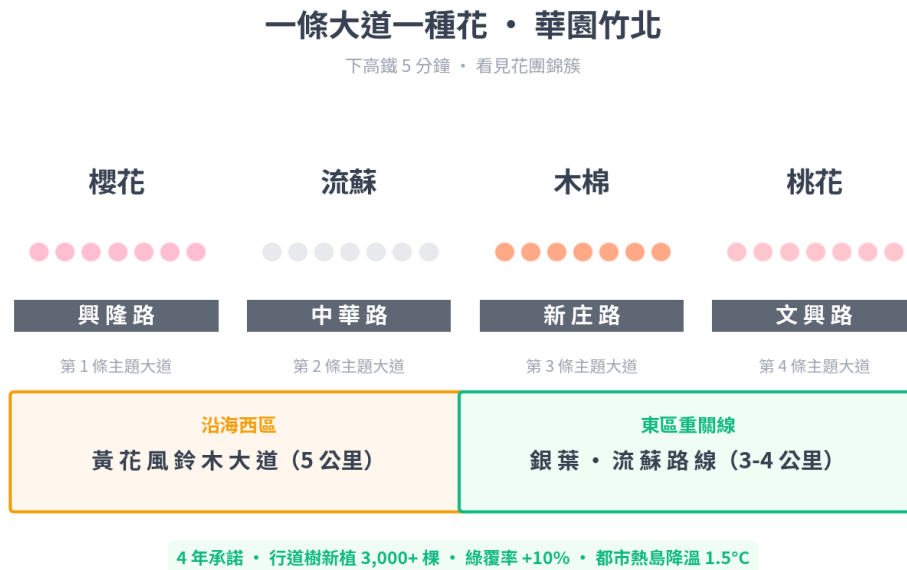 一條大道一種花 · 華園竹北
下高鐵 5 分鐘 · 看見花團錦簇
櫻花 流蘇 木棉 桃花
興隆路 中華路 新庄路 文興路
第 1 條主題大道 第 2 條主題大道 第 3 條主題大道 第 4 條主題大道
沿海西區 東區重關線
黃花風鈴木大道（5 公里） 銀葉 · 流蘇路線（3-4 公里）
4 年承諾 · 行道樹新植 3,000+ 棵 · 綠覆率 +10% · 都市熱島降溫 1.5°C